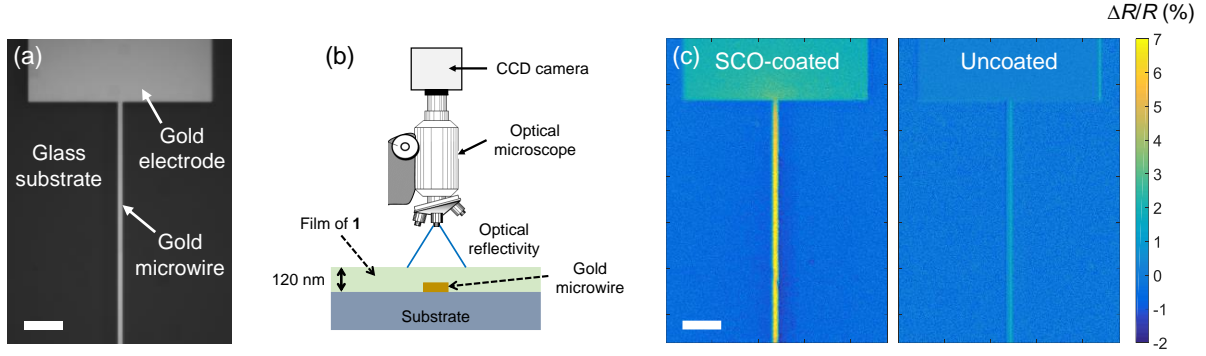 (a)
Glass
substrate
Gold
electrode
Gold
microwire
(b)
CCD camera
Optical
microscope
Film of 1
Optical
reflectivity
120 nm
Gold
microwire
Substrate
(c)
SCO-coated
Uncoated
ΔR/R (%)
7
6
5
4
3
2
1
0
-1
-2